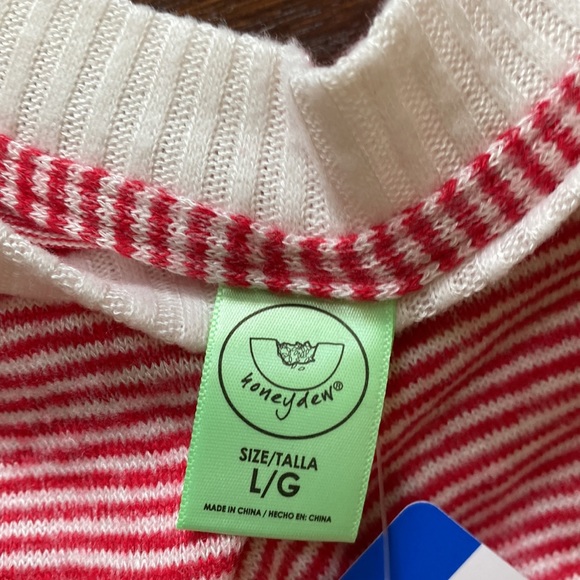 honeydew®
SIZE/TALLA
L/G
MADE IN CHINA / HECHO EN: CHINA